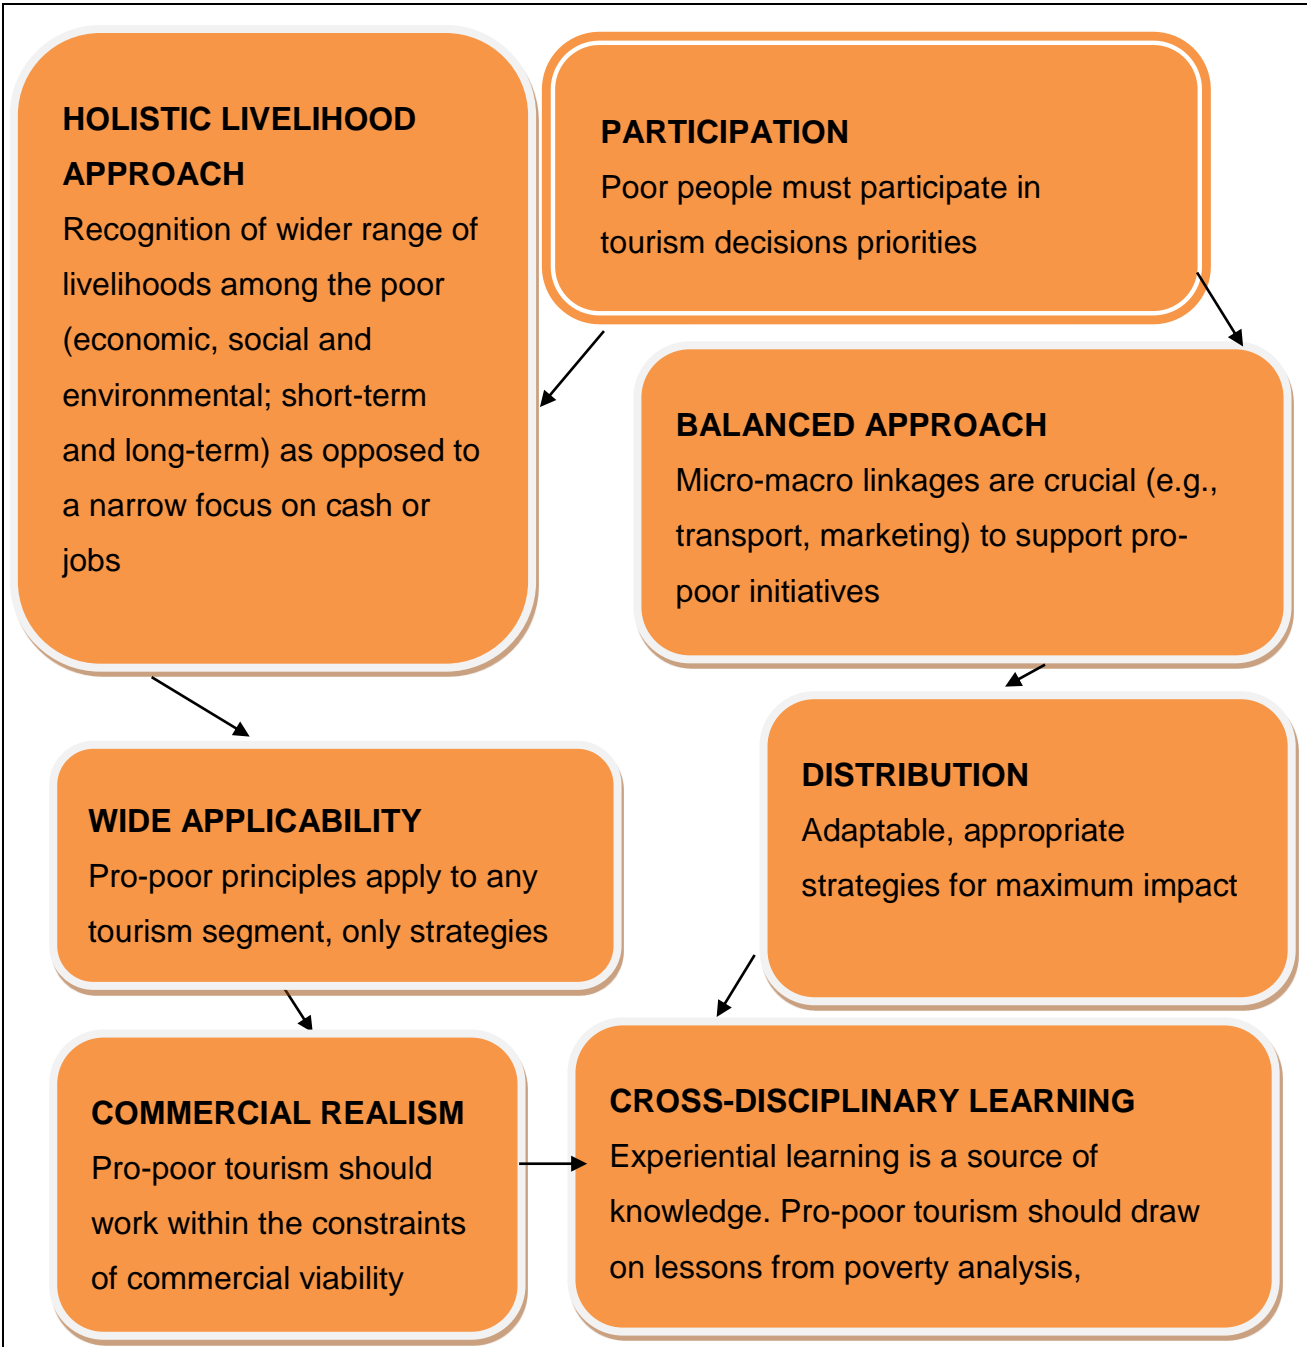 HOLISTIC LIVELIHOOD
APPROACH
Recognition of wider range of
livelihoods among the poor
(economic, social and
environmental; short-term
and long-term) as opposed to
a narrow focus on cash or
jobs
PARTICIPATION
Poor people must participate in
tourism decisions priorities
BALANCED APPROACH
Micro-macro linkages are crucial (e.g.,
transport, marketing) to support pro-
poor initiatives
WIDE APPLICABILITY
Pro-poor principles apply to any
tourism segment, only strategies
DISTRIBUTION
Adaptable, appropriate
strategies for maximum impact
COMMERCIAL REALISM
Pro-poor tourism should
work within the constraints
of commercial viability
CROSS-DISCIPLINARY LEARNING
Experiential learning is a source of
knowledge. Pro-poor tourism should draw
on lessons from poverty analysis,